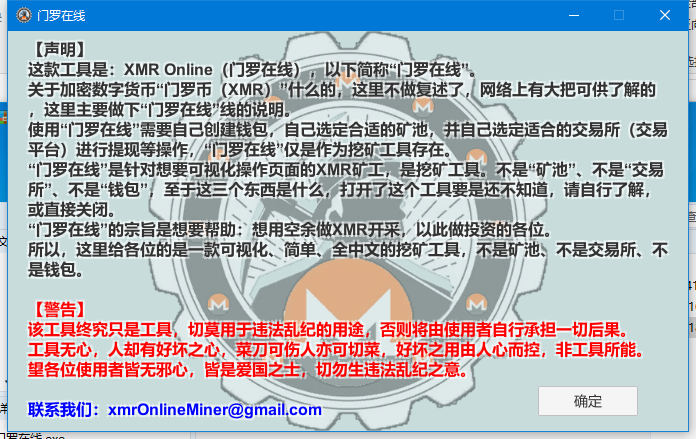 门罗在线
【声明】
这款工具是：XMR Online（门罗在线），以下简称“门罗在线”。
关于加密数字货币“门罗币（XMR）”什么的，这里不做复述了，网络上有大把可供了解的
，这里主要做下“门罗在线”线的说明。
使用“门罗在线”需要自己创建钱包，自己选定合适的矿池，并自己选定适合的交易所（交易
平台）进行提现等操作，“门罗在线”仅是作为挖矿工具存在。
“门罗在线”是针对想要可视化操作页面的XMR矿工，是挖矿工具。不是“矿池”、不是“交易
所”、不是“钱包”，至于这三个东西是什么，打开了这个工具要是还不知道，请自行了解，
或直接关闭。
“门罗在线”的宗旨是想要帮助：想用空余做XMR开采，以此做投资的各位。
所以，这里给各位的是一款可视化、简单、全中文的挖矿工具，不是矿池、不是交易所、不
是钱包。
【警告】
该工具终究只是工具，切莫用于违法乱纪的用途，否则将由使用者自行承担一切后果。
工具无心，人却有好坏之心，菜刀可伤人亦可切菜，好坏之用由人心而控，非工具所能。
望各位使用者皆无邪心，皆是爱国之士，切勿生违法乱纪之意。
联系我们：xmrOnlineMiner@gmail.com
确定